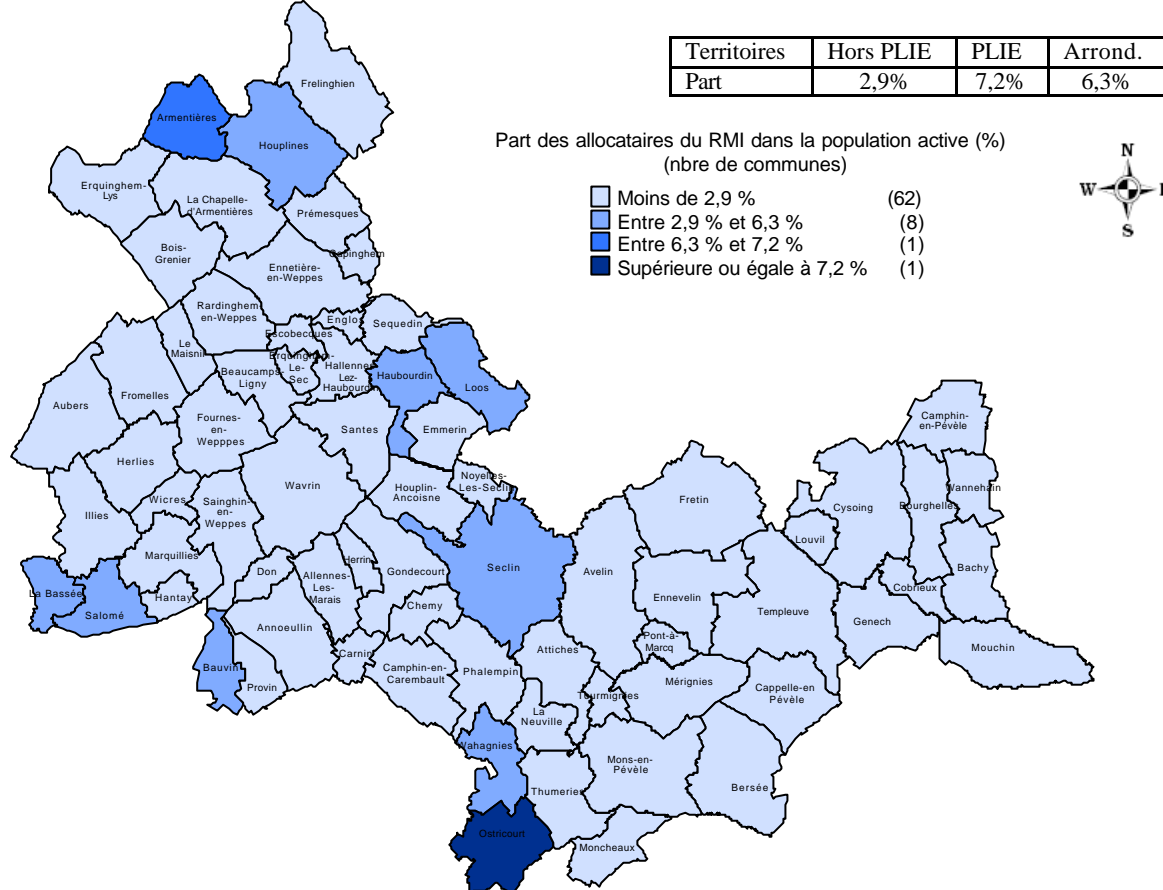 Territoires Hors PLIE PLIE Arrond.
Part 2,9% 7,2% 6,3%
Part des allocataires du RMI dans la population active (%)
(nbre de communes)
Moins de 2,9 % (62)
Entre 2,9 % et 6,3 % (8)
Entre 6,3 % et 7,2 % (1)
Supérieure ou égale à 7,2 % (1)
N
W
S
Frelinghien
Armentières
Houplines
Erquinghem-
Lys
La Chapelle-
d'Armentières
Prémesques
Bois-
Grenier
Capinghem
Ennetière-
en-Weppes
Rardinghem-
en-Weppes
Englos
Sequedin
Escobecques
Le
Maisnil
Erquinghem-
Le-
Sec
Hallennes-
Lez-
Haubourdin
Haubourdin
Loos
Beaucamps-
Ligny
Fromelles
Aubers
Fournes-
en-
Wepppes
Santes
Emmerin
Camphin-
en-Pévèle
Herlies
Wavrin
Houplin-
Ancoisne
Noyelles-
Les-Seclin
Fretin
Wannehain
Wicres
Sainghin-
en-
Weppes
Illies
Cysoing
Bourghelles
Louvil
Marquillies
Seclin
Avelin
Bachy
La Bassée
Salomé
Hantay
Don
Allennes-
Les-
Marais
Herrin
Gondecourt
Chemy
Ennevelin
Templeuve
Cobrieux
Genech
Annoeullin
Bauvin
Provin
Carnin
Camphin-en-
Carembault
Phalempin
Attiches
Pont-à-
Marcq
Mouchin
Mérignies
Cappelle-en
Pévèle
Tourmignies
La
Neuville
Wahagnies
Mons-en-
Pévèle
Thumeries
Bersée
Ostricourt
Moncheaux